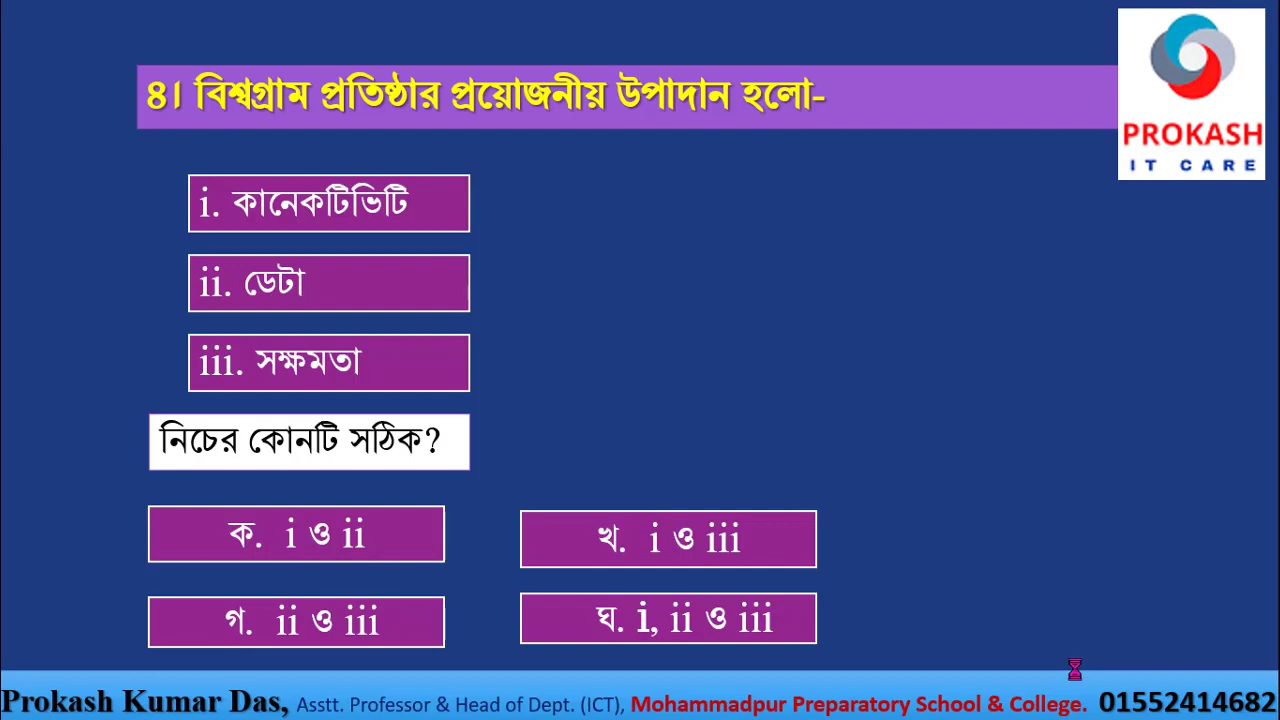 ৪। বিশ্বগ্রাম প্রতিষ্ঠার প্রয়োজনীয় উপাদান হলো-
PROKASH
IT CARE
i. কানেকটিভিটি
ii. ডেটা
iii. সক্ষমতা
নিচের কোনটি সঠিক?
ক. i ও ii
খ. i ও iii
গ. ii ও iii
ঘ. i, ii ও iii
Prokash Kumar Das, Asstt. Professor & Head of Dept. (ICT), Mohammadpur Preparatory School & College. 01552414682